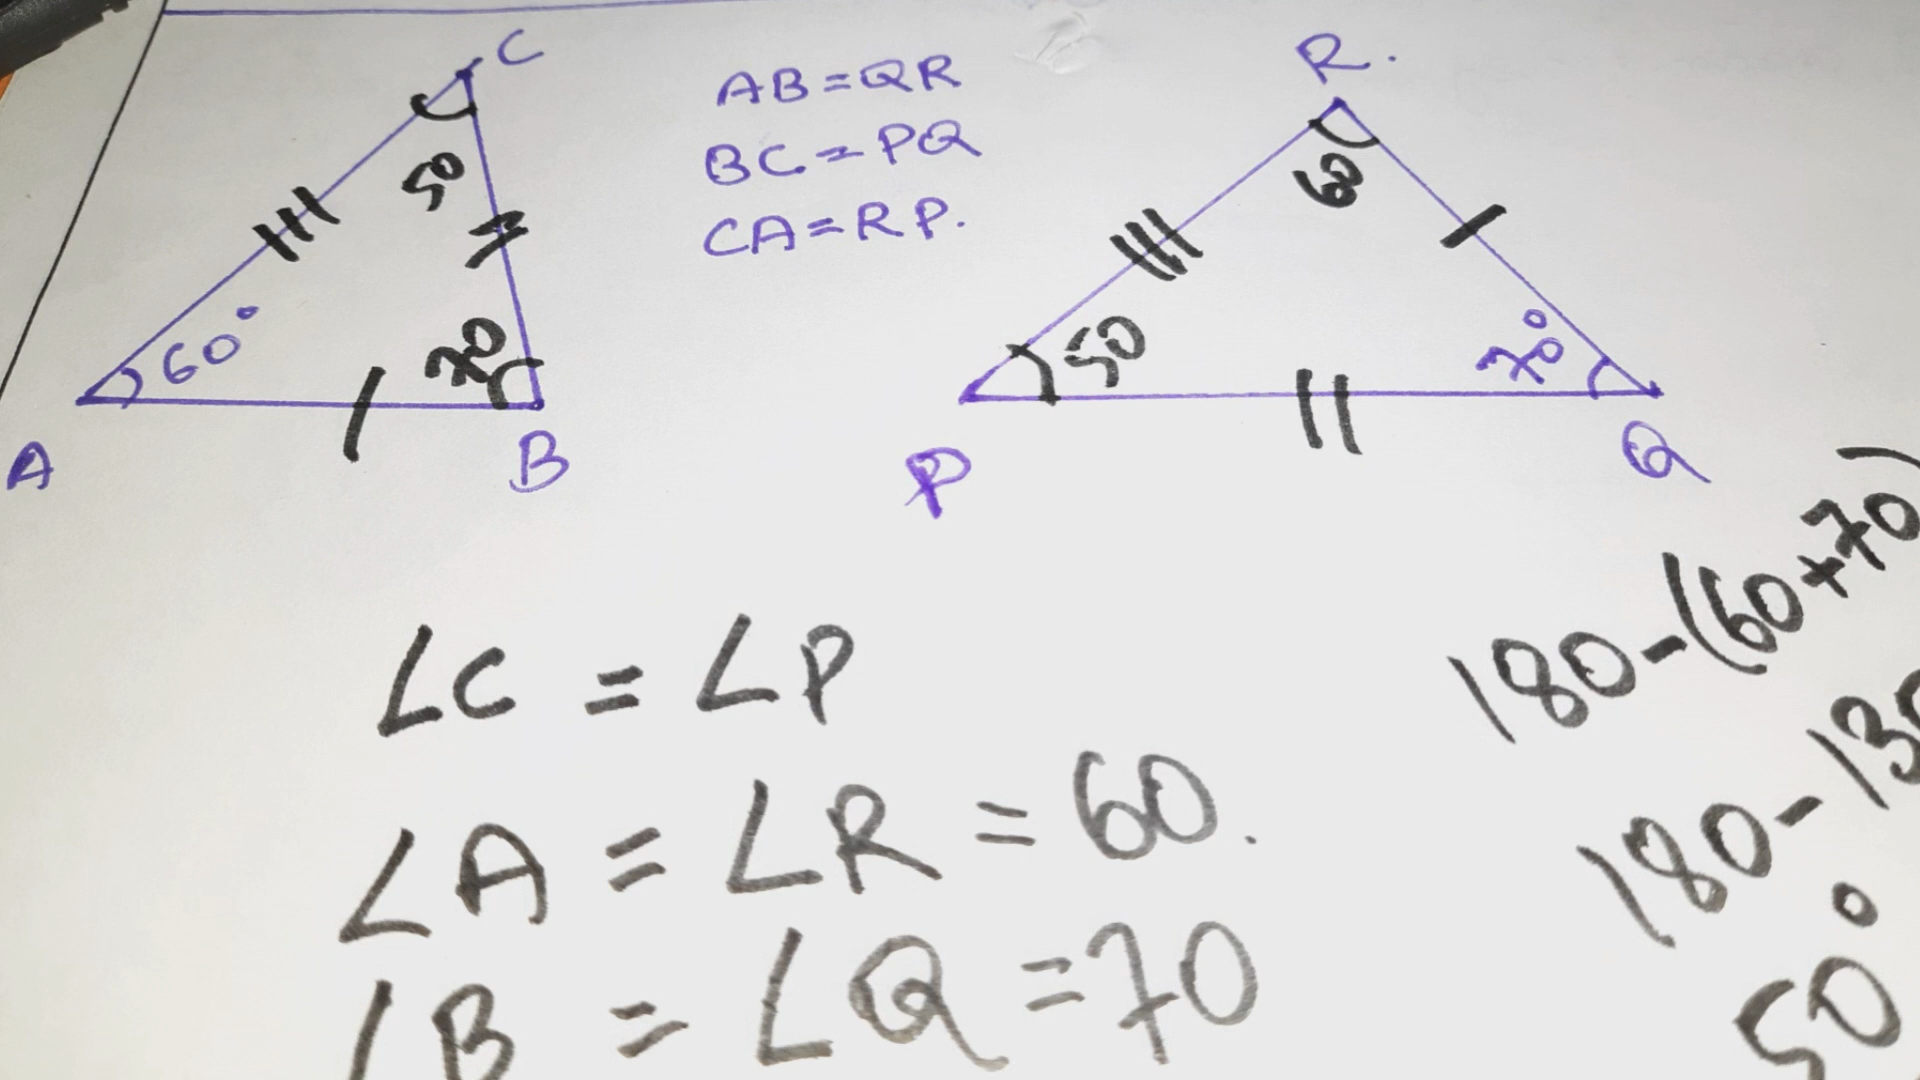 C
AB=QR
BC=PQ
CA=RP.
R.
50
60
60°
70
50
70°
A
B
P
Q
∠C = ∠P
∠A = ∠R = 60.
∠B = ∠Q = 70
180-(60+70)
180-130
50°